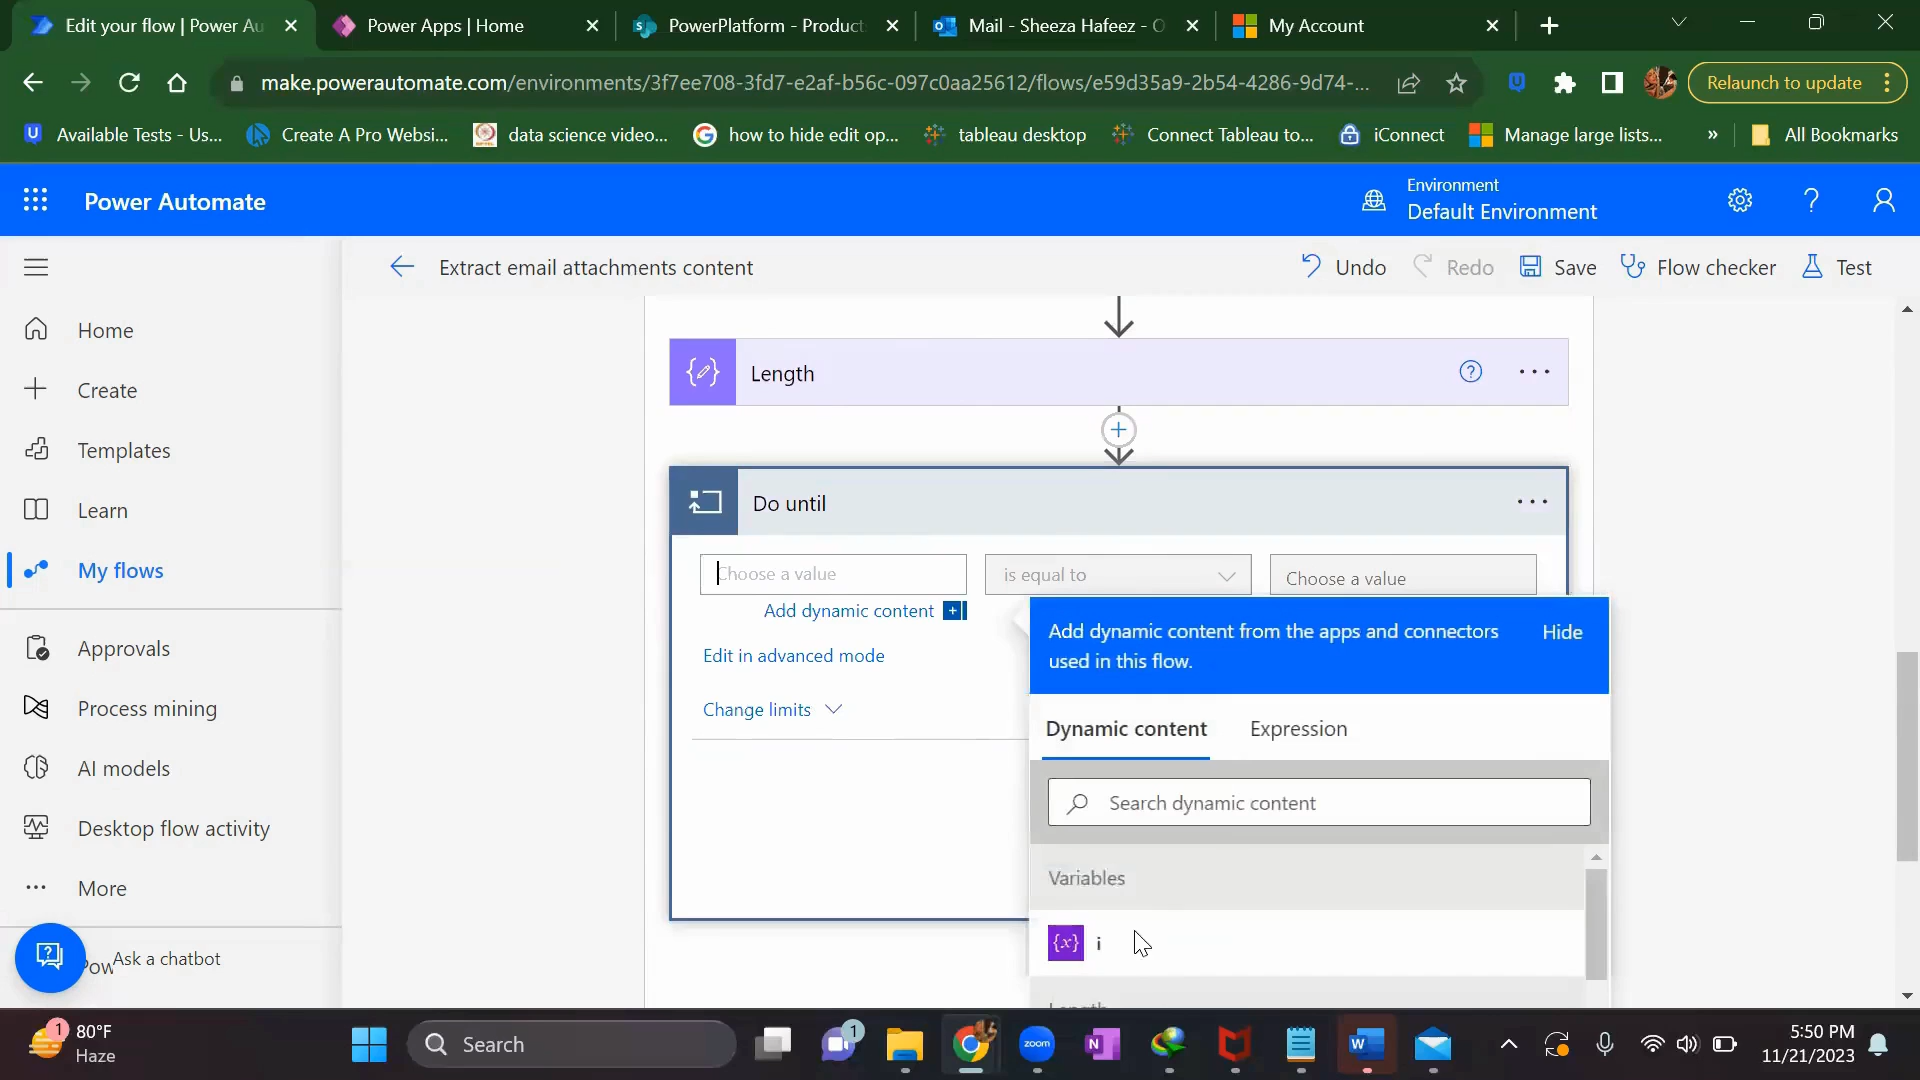 Edit your flow | Power Au
Power Apps | Home
PowerPlatform - Product
Mail - Sheeza Hafeez - O
My Account
make.powerautomate.com/environments/3f7ee708-3fd7-e2af-b56c-097c0aa25612/flows/e59d35a9-2b54-4286-9d74-...
Relaunch to update
Available Tests - Us...
Create A Pro Websi...
data science video...
how to hide edit op...
tableau desktop
Connect Tableau to...
iConnect
Manage large lists...
»
All Bookmarks
Power Automate
Environment
Default Environment
Extract email attachments content
Undo
Redo
Save
Flow checker
Test
Home
Create
Templates
Learn
My flows
Approvals
Process mining
AI models
Desktop flow activity
More
Pow
Ask a chatbot
Length
Do until
Choose a value
is equal to
Choose a value
Add dynamic content
Edit in advanced mode
Change limits
Add dynamic content from the apps and connectors
used in this flow.
Hide
Dynamic content
Expression
Search dynamic content
Variables
{x} i
Length
1
80°F
Haze
Search
1
zoom
5:50 PM
11/21/2023